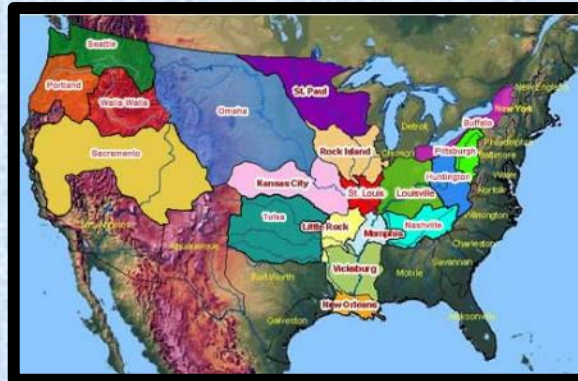 Seattle
Portland
Walla Walla
Omaha
St. Paul
Sacramento
Rock Island
Kansas City
St. Louis
Louisville
Tulsa
Little Rock
Memphis
Nashville
Vicksburg
New Orleans
Detroit
Chicago
Buffalo
New York
New England
Pittsburgh
Philadelphia
Baltimore
Huntington
Norfolk
Wilmington
Charleston
Savannah
Mobile
Jacksonville
Fort Worth
Galveston
Albuquerque
Los Angeles